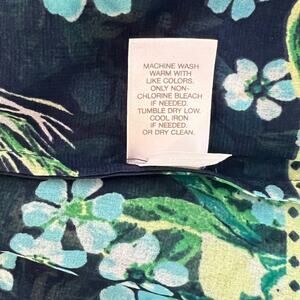 MACHINE WASH
WARM WITH
LIKE COLORS.
ONLY NON-
CHLORINE BLEACH
IF NEEDED.
TUMBLE DRY LOW.
COOL IRON
IF NEEDED.
OR DRY CLEAN.